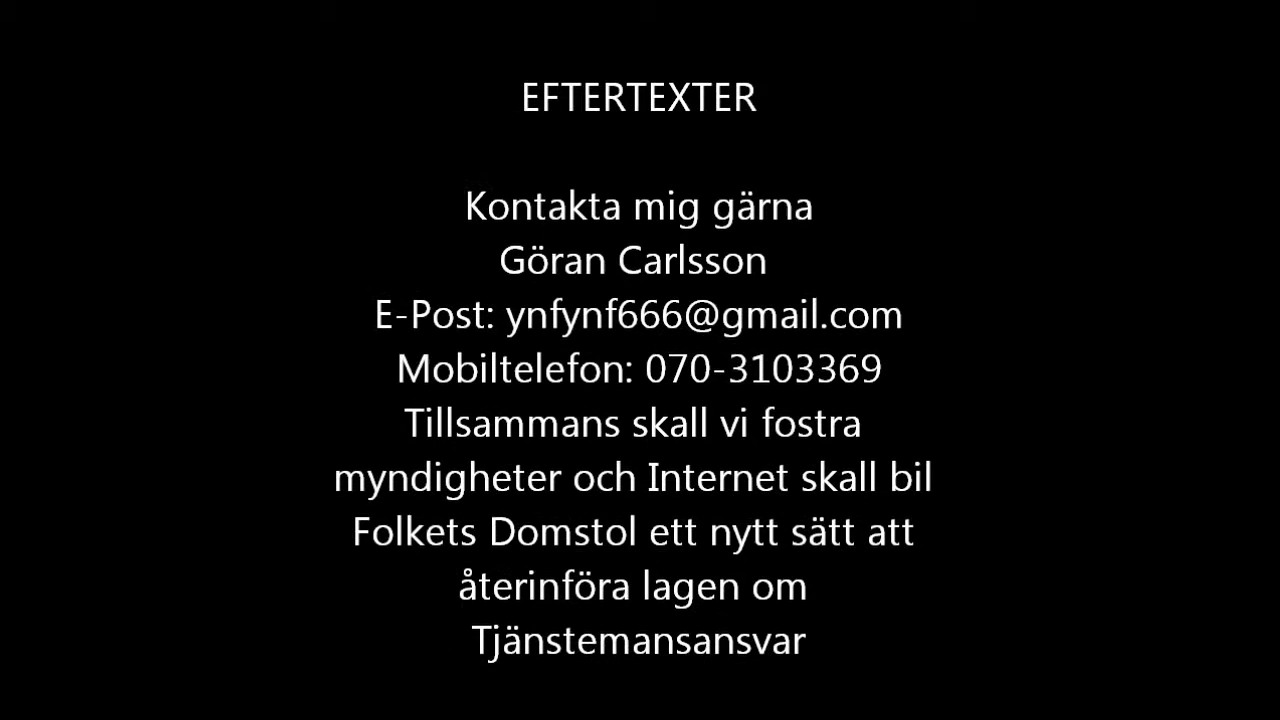 EFTERTEXTER
Kontakta mig gärna
Göran Carlsson
E-Post: ynfynf666@gmail.com
Mobiltelefon: 070-3103369
Tillsammans skall vi fostra
myndigheter och Internet skall bil
Folkets Domstol ett nytt sätt att
återinföra lagen om
Tjänstemansansvar